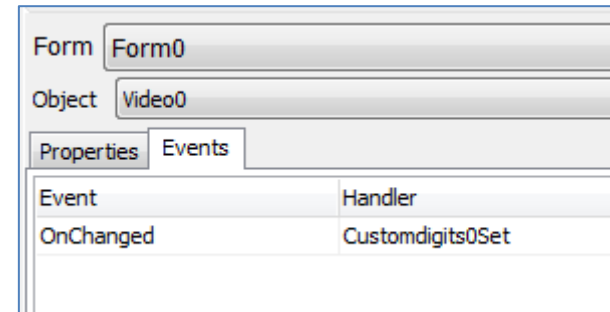 Form Form0
Object Video0
Properties Events
Event Handler
OnChanged Customdigits0Set